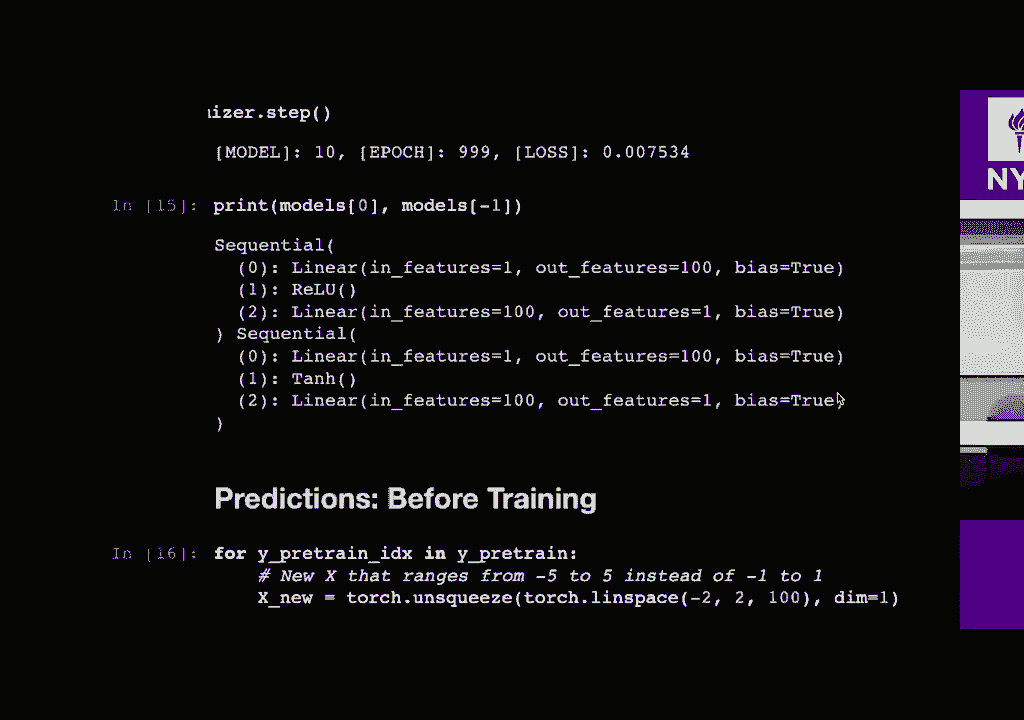 izer.step()
[MODEL]: 10, [EPOCH]: 999, [LOSS]: 0.007534
In [15]: print(models[0], models[-1])
Sequential(
(0): Linear(in_features=1, out_features=100, bias=True)
(1): ReLU()
(2): Linear(in_features=100, out_features=1, bias=True)
) Sequential(
(0): Linear(in_features=1, out_features=100, bias=True)
(1): Tanh()
(2): Linear(in_features=100, out_features=1, bias=True)
)
Predictions: Before Training
In [16]: for y_pretrain_idx in y_pretrain:
# New X that ranges from -5 to 5 instead of -1 to 1
X_new = torch.unsqueeze(torch.linspace(-2, 2, 100), dim=1)
NY